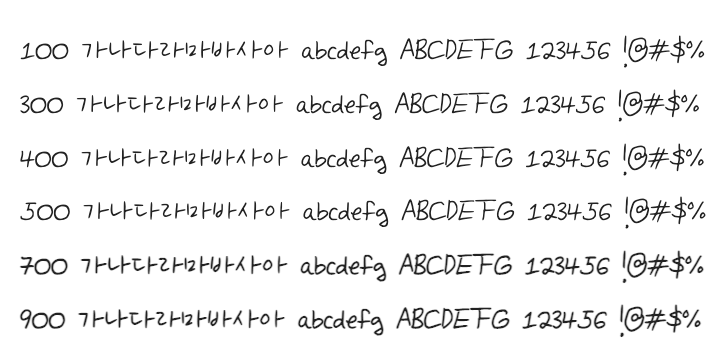 100 가나다라마바사아 abcdefg ABCDEFG 123456 !@#$%
300 가나다라마바사아 abcdefg ABCDEFG 123456 !@#$%
400 가나다라마바사아 abcdefg ABCDEFG 123456 !@#$%
500 가나다라마바사아 abcdefg ABCDEFG 123456 !@#$%
700 가나다라마바사아 abcdefg ABCDEFG 123456 !@#$%
900 가나다라마바사아 abcdefg ABCDEFG 123456 !@#$%